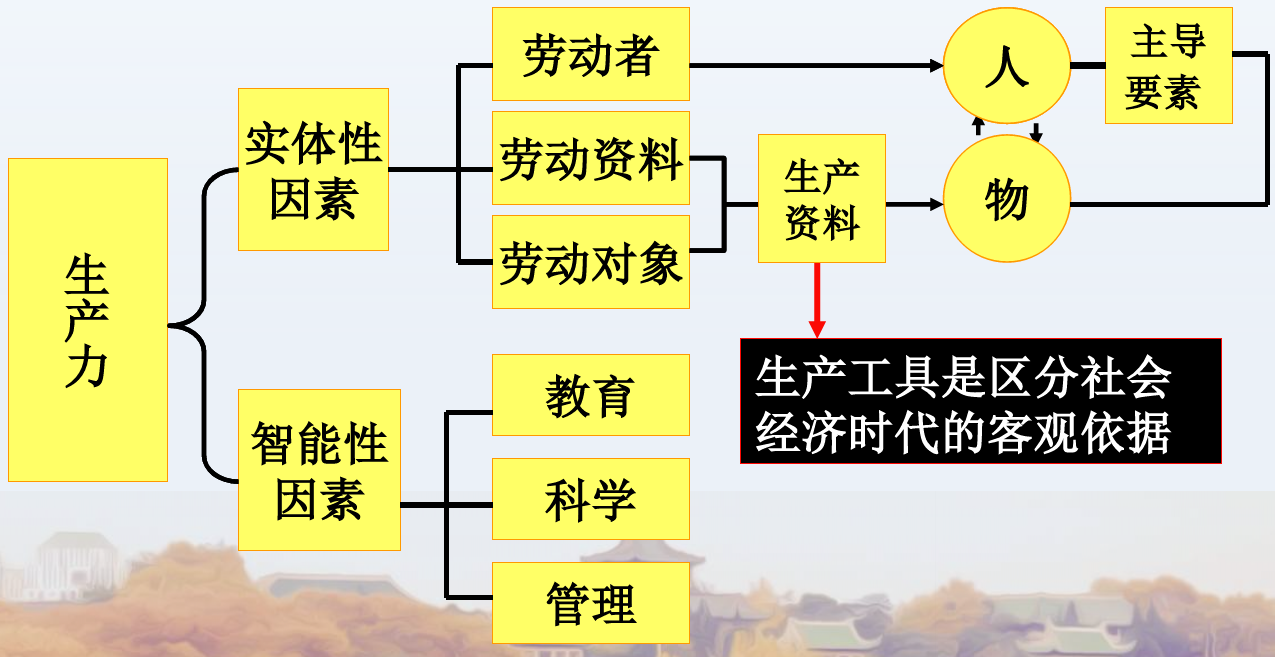 生产力
实体性
因素
智能性
因素
劳动者
劳动资料
劳动对象
教育
科学
管理
生产
资料
人
物
主导
要素
生产工具是区分社会
经济时代的客观依据